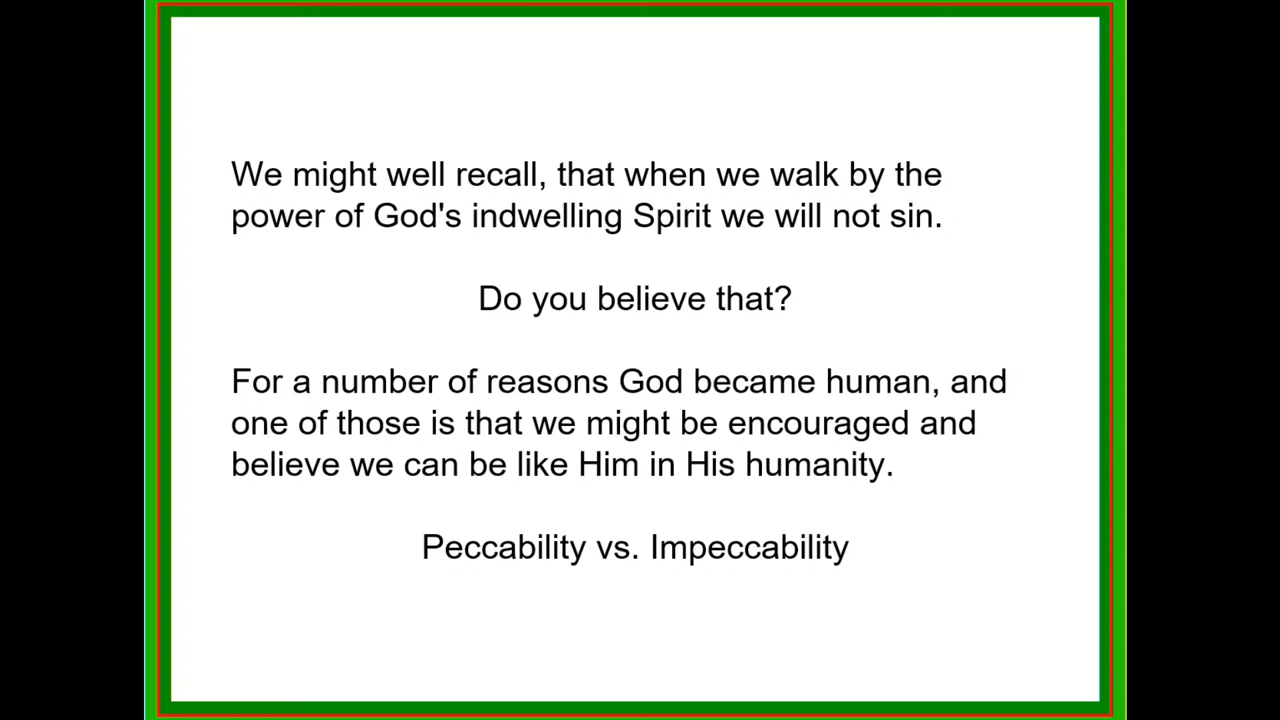 We might well recall, that when we walk by the
power of God's indwelling Spirit we will not sin.
Do you believe that?
For a number of reasons God became human, and
one of those is that we might be encouraged and
believe we can be like Him in His humanity.
Peccability vs. Impeccability